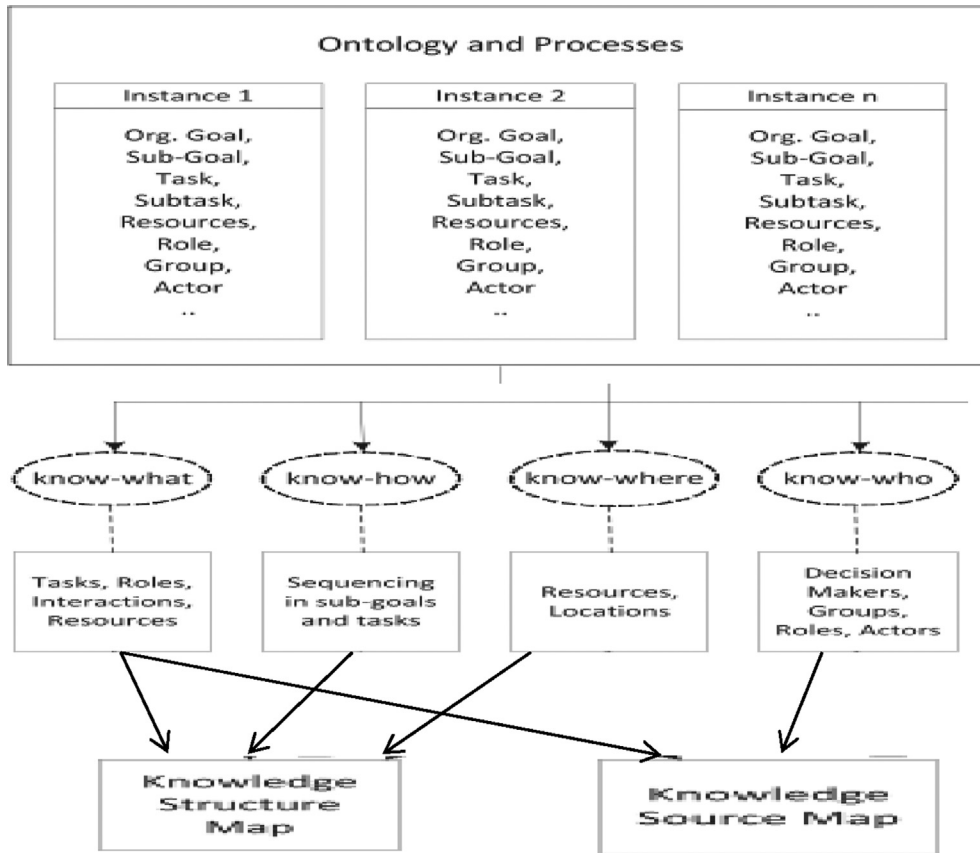 Ontology and Processes
Instance 1
Org. Goal,
Sub-Goal,
Task,
Subtask,
Resources,
Role,
Group,
Actor
..
Instance 2
Org. Goal,
Sub-Goal,
Task,
Subtask,
Resources,
Role,
Group,
Actor
..
Instance n
Org. Goal,
Sub-Goal,
Task,
Subtask,
Resources,
Role,
Group,
Actor
..
know-what
know-how
know-where
know-who
Tasks, Roles,
Interactions,
Resources
Sequencing
in sub-goals
and tasks
Resources,
Locations
Decision
Makers,
Groups,
Roles, Actors
Knowledge
Structure
Map
Knowledge
Source Map